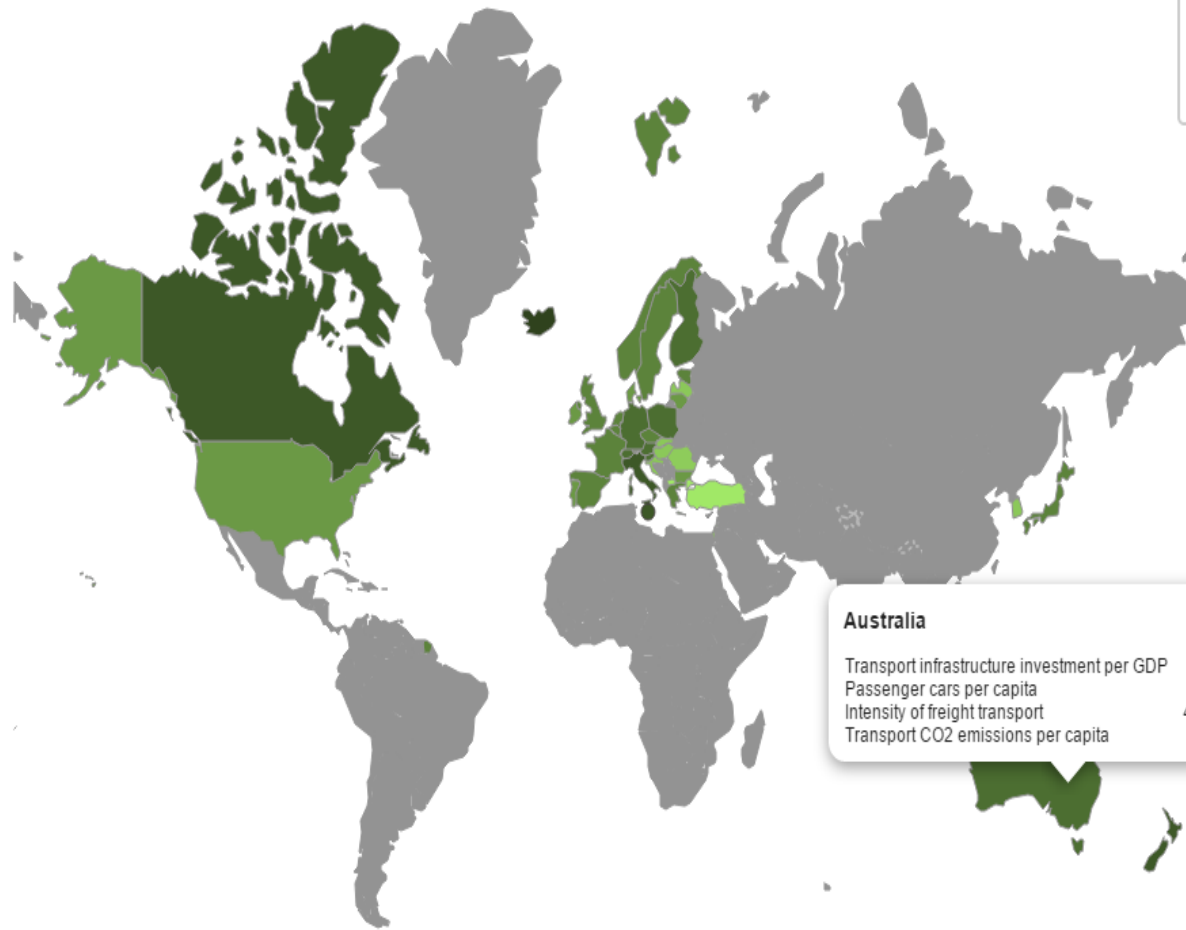 Australia
Transport infrastructure investment per GDP
Passenger cars per capita
Intensity of freight transport
Transport CO2 emissions per capita